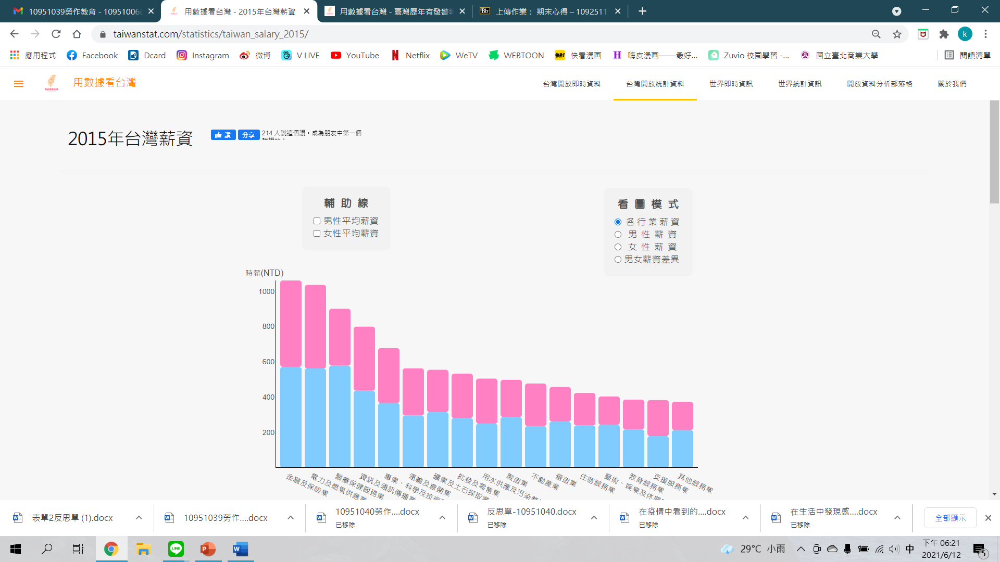 10951039勞作教育 - 10951006
用數據看台灣 - 2015年台灣薪資
用數據看台灣 - 臺灣歷年有發警報
上傳作業： 期末心得 – 1092511
taiwanstat.com/statistics/taiwan_salary_2015/
k
應用程式
Facebook
Dcard
Instagram
微博
V LIVE
YouTube
Netflix
WeTV
WEBTOON
快看漫画
嗨皮漫画——最好...
Zuvio 校園學習 -...
國立臺北商業大學
閱讀清單
用數據看台灣
台灣開放即時資料
台灣開放統計資料
世界即時資訊
世界統計資訊
開放資料分析部落格
關於我們
2015年台灣薪資
讚
分享
214 人說這個讚。成為朋友中第一個
輔助線
男性平均薪資
女性平均薪資
看圖模式
各行業薪資
男性薪資
女性薪資
男女薪資差異
時薪(NTD)
1000
800
600
400
200
金融及保險業
電力及燃氣供應業
醫療保健服務業
資訊及通訊傳播業
專業、科學及技術
運輸及倉儲業
礦業及土石採取業
批發及零售業
用水供應及污染整
製造業
不動產業
營造業
住宿服務業
藝術、娛樂及休閒
教育服務業
支援服務業
其他服務業
表單2反思單 (1).docx
10951039勞作....docx
10951040勞作....docx
已移除
反思單-10951040.docx
已移除
在疫情中看到的....docx
已移除
在生活中發現感....docx
已移除
全部顯示
29°C 小雨
中
下午 06:21
2021/6/12
5